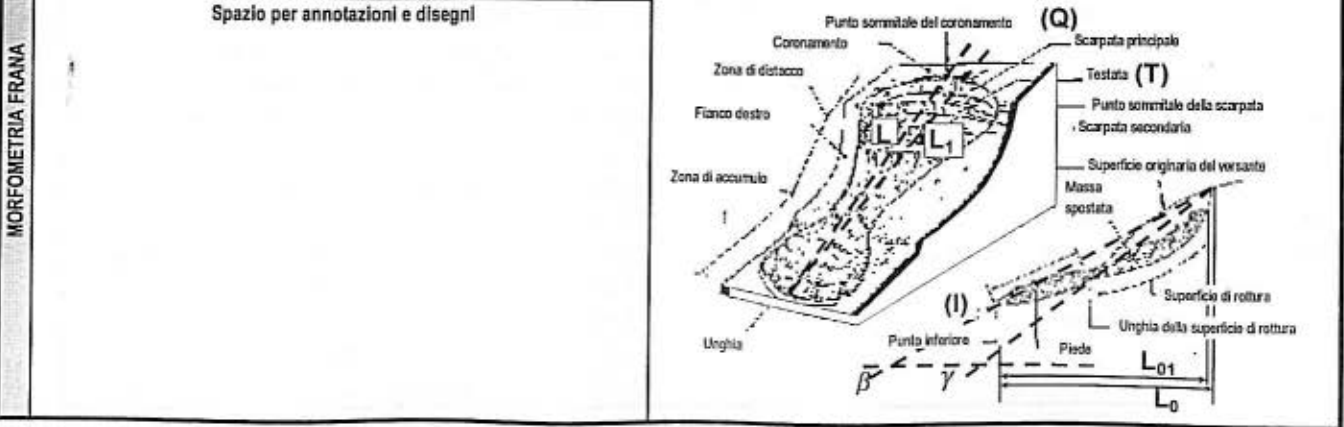 MORFOMETRIA FRANA
Spazio per annotazioni e disegni
Punto sommitale del coronamento
(Q)
Coronamento
Scarpata principale
Zona di distacco
Testata (T)
Fianco destro
Punto sommitale della scarpata
Scarpata secondaria
L
L1
Superficie originaria del versante
Zona di accumulo
Massa
spostata
(I)
Superficie di rottura
Unghia della superficie di rottura
Unghia
Punto inferiore
Piede
β
γ
L01
L0